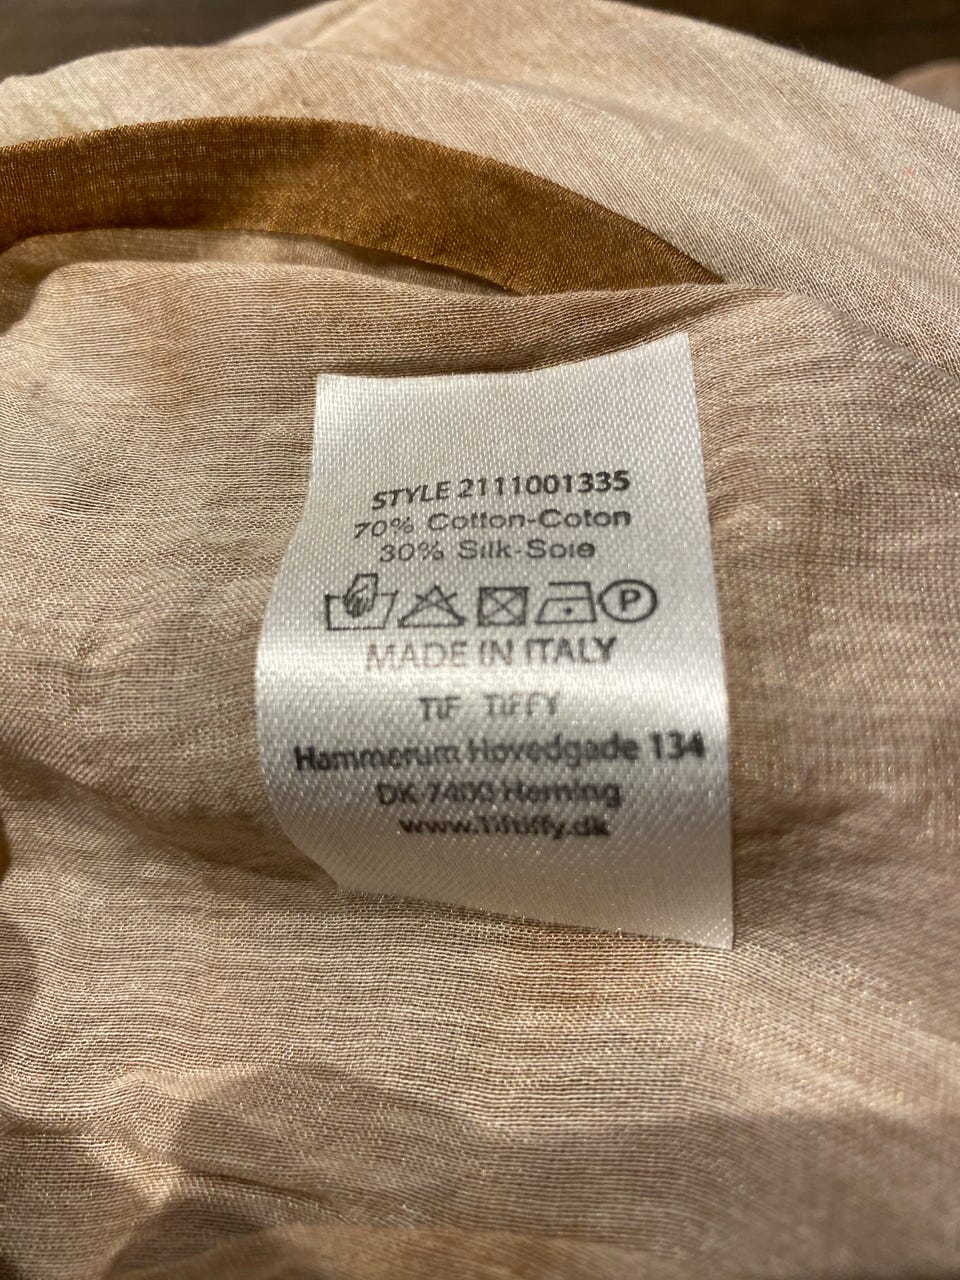 STYLE 2111001335
70% Cotton-Coton
30% Silk-Soie
P
MADE IN ITALY
TIF TIFFY
Hammerum Hovedgade 134
DK-7400 Herning
www.Tiftiffy.dk